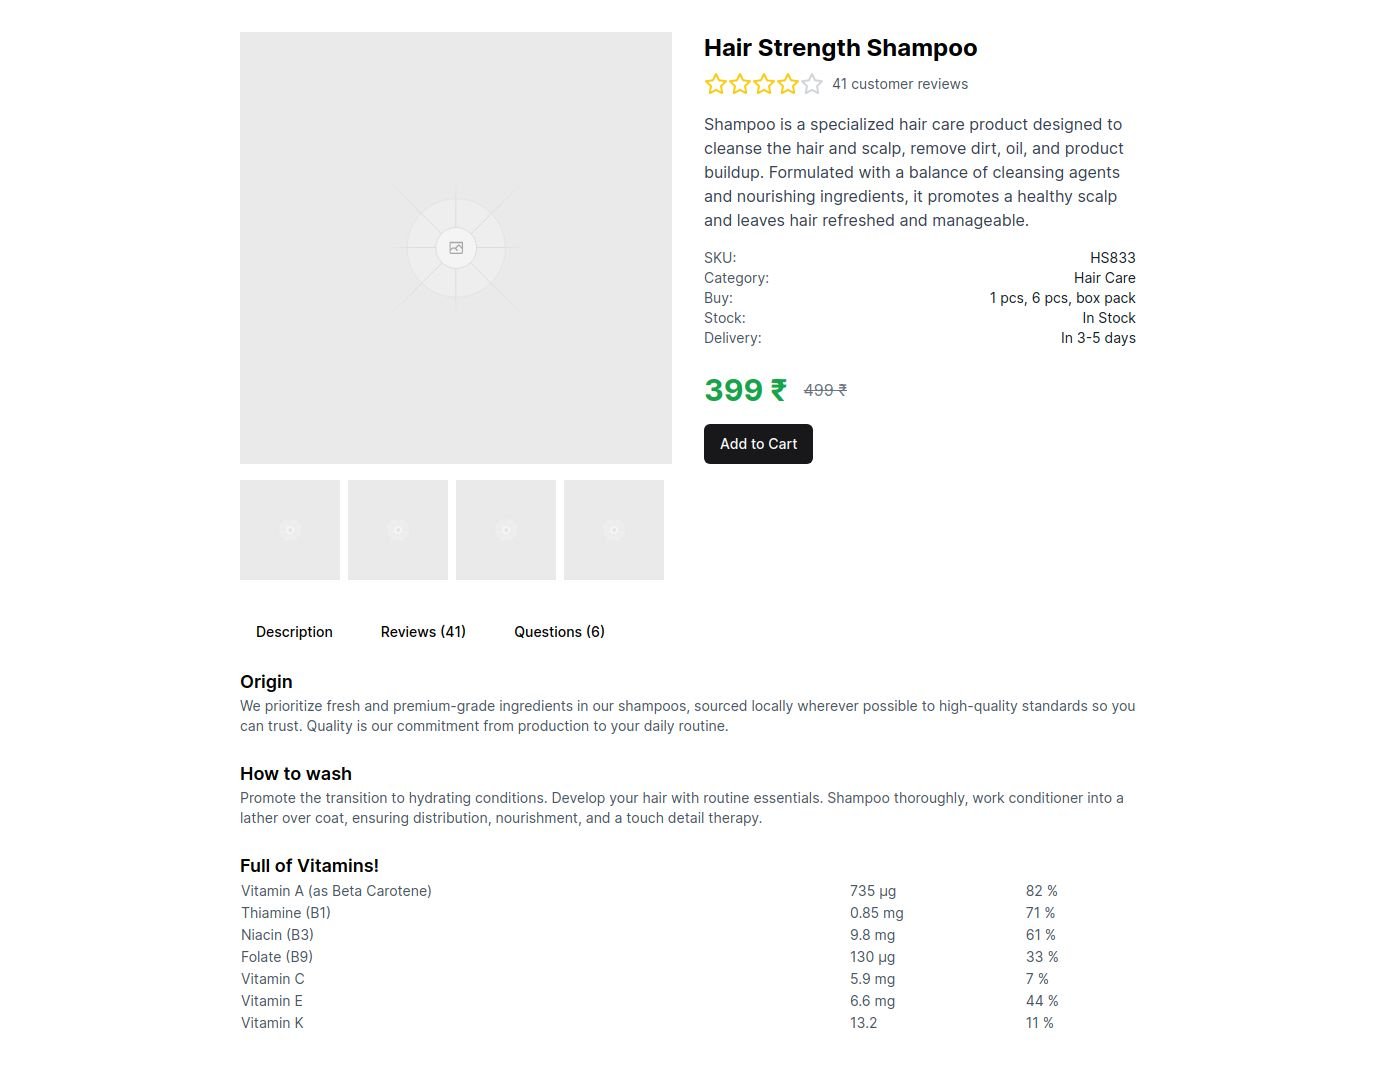 Hair Strength Shampoo
41 customer reviews
Shampoo is a specialized hair care product designed to
cleanse the hair and scalp, remove dirt, oil, and product
buildup. Formulated with a balance of cleansing agents
and nourishing ingredients, it promotes a healthy scalp
and leaves hair refreshed and manageable.
SKU: HS833
Category: Hair Care
Buy: 1 pcs, 6 pcs, box pack
Stock: In Stock
Delivery: In 3-5 days
399 ₹ 499 ₹
Add to Cart
Description Reviews (41) Questions (6)
Origin
We prioritize fresh and premium-grade ingredients in our shampoos, sourced locally wherever possible to high-quality standards so you
can trust. Quality is our commitment from production to your daily routine.
How to wash
Promote the transition to hydrating conditions. Develop your hair with routine essentials. Shampoo thoroughly, work conditioner into a
lather over coat, ensuring distribution, nourishment, and a touch detail therapy.
Full of Vitamins!
Vitamin A (as Beta Carotene) 735 µg 82 %
Thiamine (B1) 0.85 mg 71 %
Niacin (B3) 9.8 mg 61 %
Folate (B9) 130 µg 33 %
Vitamin C 5.9 mg 7 %
Vitamin E 6.6 mg 44 %
Vitamin K 13.2 11 %